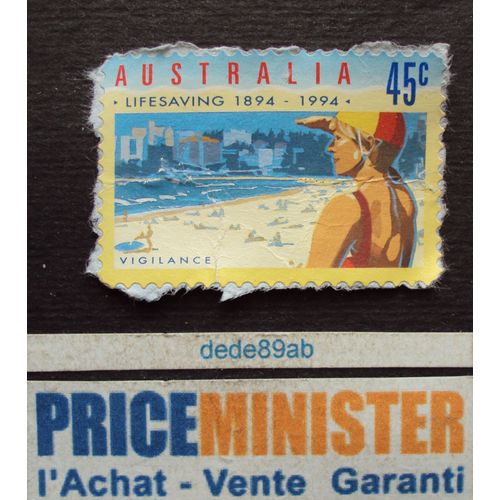 AUSTRALIA 45c
• LIFESAVING 1894 - 1994 •
VIGILANCE
dede89ab
PRICEMINISTER
l'Achat - Vente Garanti